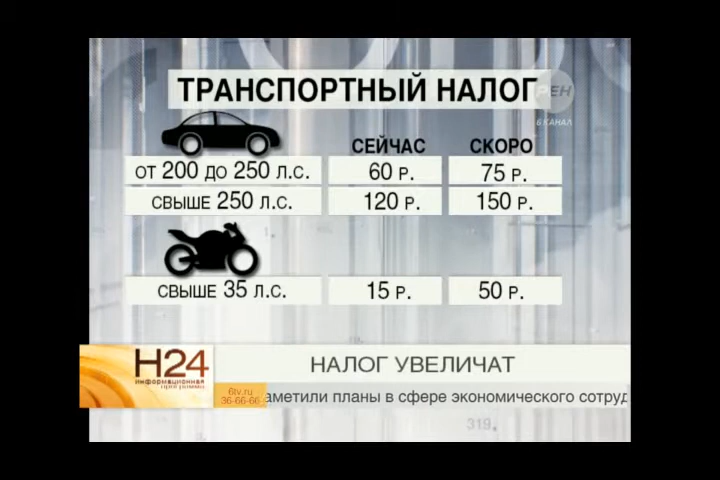 ТРАНСПОРТНЫЙ НАЛОГ
РЕН
6 КАНАЛ
СЕЙЧАС СКОРО
ОТ 200 ДО 250 Л.С. 60 Р. 75 Р.
СВЫШЕ 250 Л.С. 120 Р. 150 Р.
СВЫШЕ 35 Л.С. 15 Р. 50 Р.
Н24
информационная
программа
НАЛОГ УВЕЛИЧАТ
6tv.ru
36-66-66
аметили планы в сфере экономического сотруд
319.